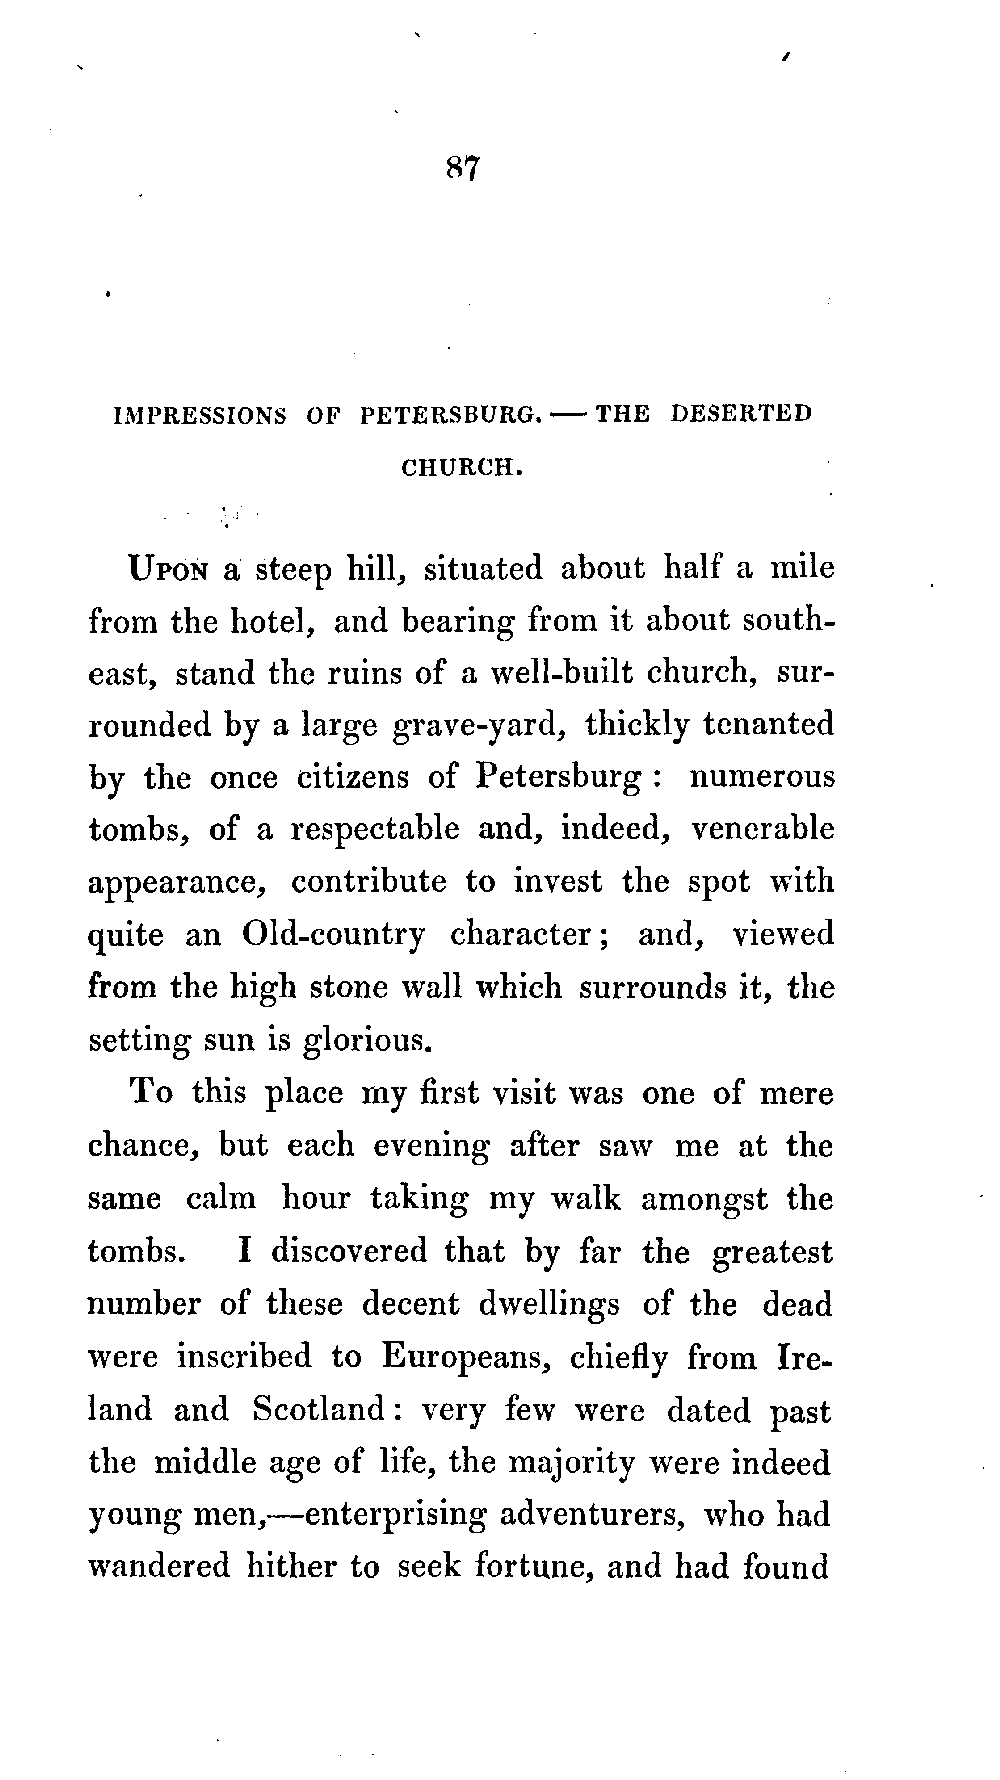 87
IMPRESSIONS OF PETERSBURG. — THE DESERTED
CHURCH.
UPON a steep hill, situated about half a mile
from the hotel, and bearing from it about south-
east, stand the ruins of a well-built church, sur-
rounded by a large grave-yard, thickly tenanted
by the once citizens of Petersburg : numerous
tombs, of a respectable and, indeed, venerable
appearance, contribute to invest the spot with
quite an Old-country character ; and, viewed
from the high stone wall which surrounds it, the
setting sun is glorious.
To this place my first visit was one of mere
chance, but each evening after saw me at the
same calm hour taking my walk amongst the
tombs. I discovered that by far the greatest
number of these decent dwellings of the dead
were inscribed to Europeans, chiefly from Ire-
land and Scotland : very few were dated past
the middle age of life, the majority were indeed
young men,—enterprising adventurers, who had
wandered hither to seek fortune, and had found